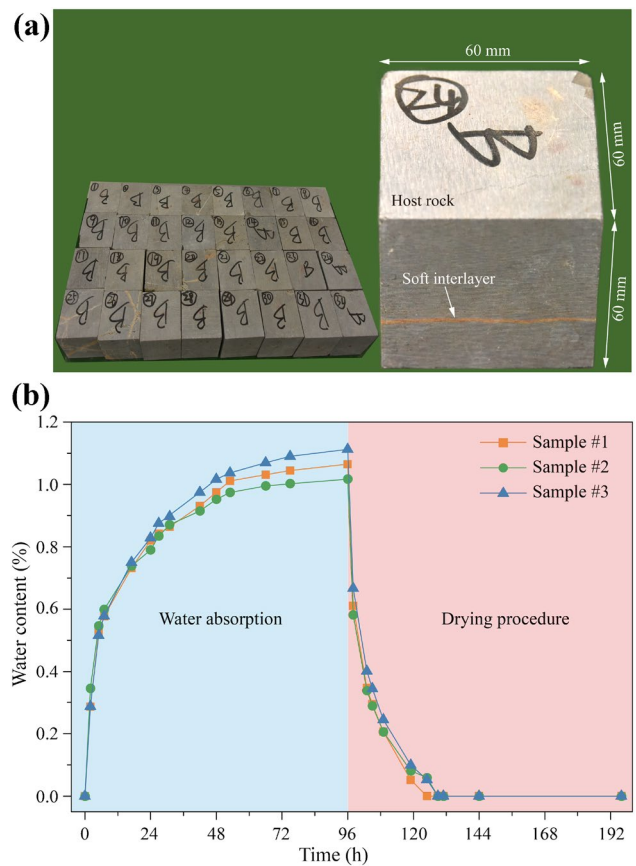 (a)
60 mm
24
B
60 mm
Host rock
Soft interlayer
60 mm
(b)
1.2
Sample #1
Sample #2
1.0
Sample #3
0.8
Water content (%)
0.6
Water absorption
Drying procedure
0.4
0.2
0.0
0 24 48 72 96 120 144 168 192
Time (h)